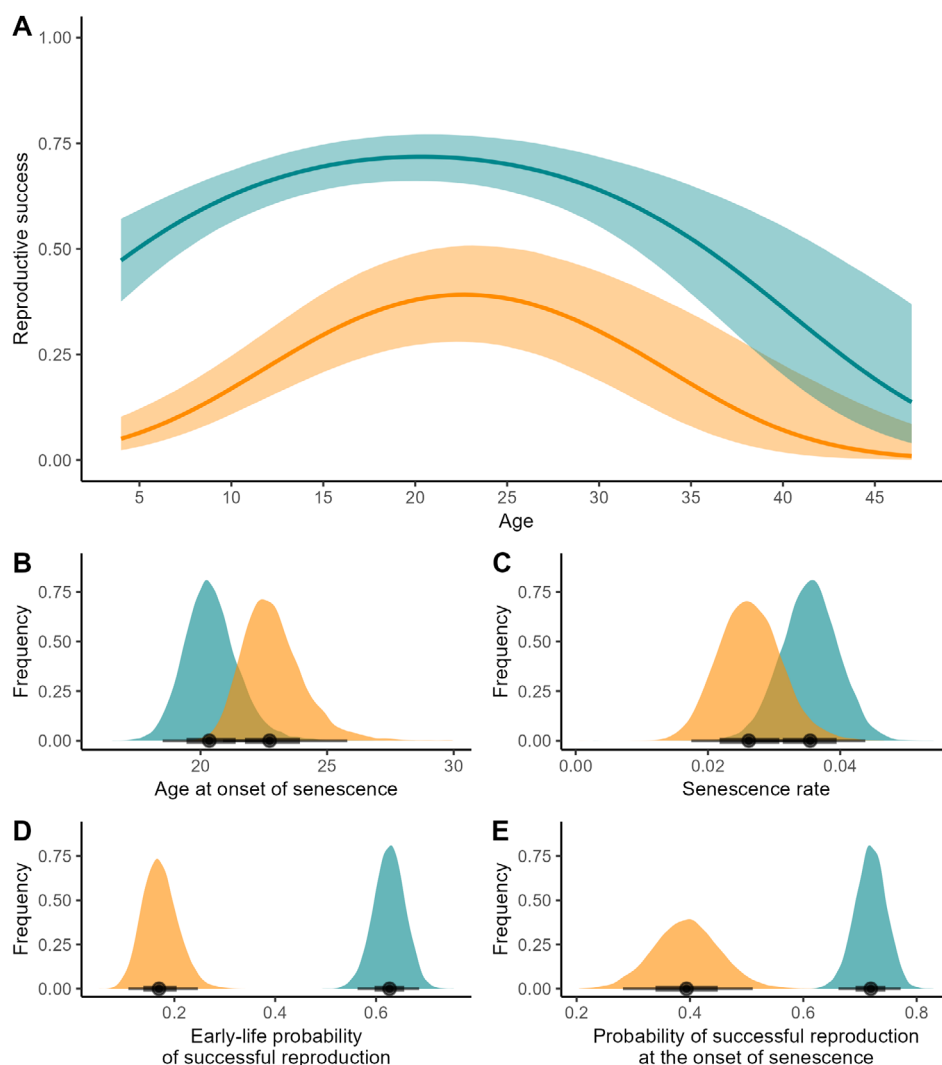 A
1.00
0.75
0.50
0.25
0.00
Reproductive success
5 10 15 20 25 30 35 40 45
Age
B
0.75
0.50
0.25
0.00
Frequency
20 25 30
Age at onset of senescence
C
0.75
0.50
0.25
0.00
Frequency
0.00 0.02 0.04
Senescence rate
D
0.75
0.50
0.25
0.00
Frequency
0.2 0.4 0.6
Early-life probability
of successful reproduction
E
0.75
0.50
0.25
0.00
Frequency
0.2 0.4 0.6 0.8
Probability of successful reproduction
at the onset of senescence